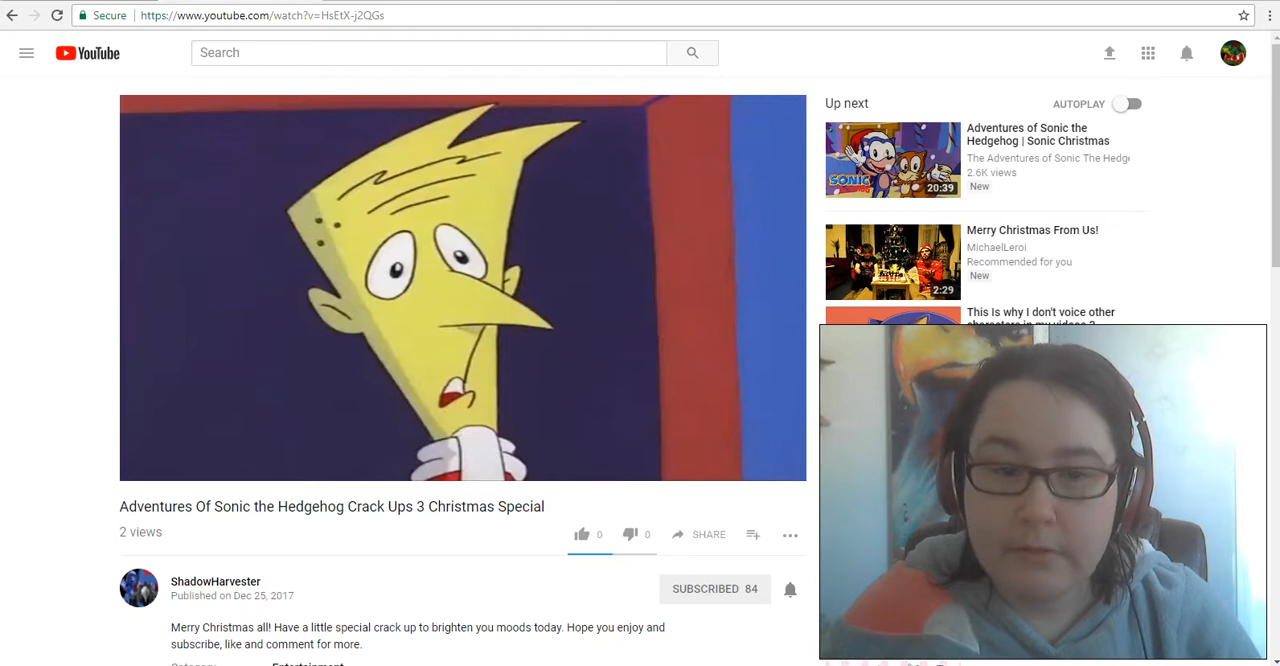 Secure https://www.youtube.com/watch?v=HsEtX-j2QGs
YouTube
Search
Up next
AUTOPLAY
SONIC
20:39
Adventures of Sonic the
Hedgehog | Sonic Christmas
The Adventures of Sonic The Hedge
2.6K views
New
2:29
Merry Christmas From Us!
MichaelLeroi
Recommended for you
New
This Is why I don't voice other
Adventures Of Sonic the Hedgehog Crack Ups 3 Christmas Special
2 views
0
0
SHARE
ShadowHarvester
Published on Dec 25, 2017
SUBSCRIBED 84
Merry Christmas all! Have a little special crack up to brighten you moods today. Hope you enjoy and
subscribe, like and comment for more.
Category Entertainment